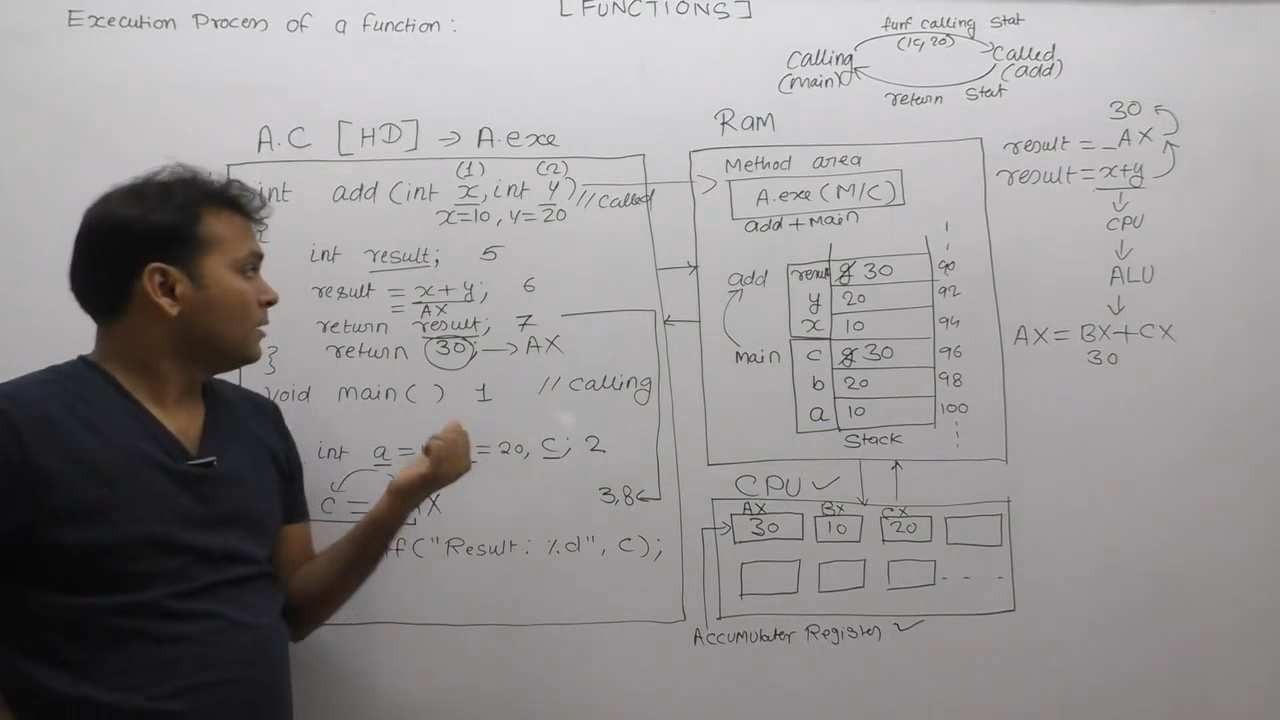 [FUNCTIONS]
Execution Process of a function :
funt calling stat
(10,20)
Calling
(main)
Called
(add)
return stat
A.C [HD] → A.exe
(1) (2)
int add (int x, int y) //called
x=10, y=20
{
int result; 5
result = x+y; 6
= AX
return result; 7
return 30; → AX
}
void main( ) 1 // calling
int a = = 20, c; 2
c = AX
3,8
f("Result: %d", c);
Ram
Method area
A.exe (M/C)
add + main
add
main
result 30 90
y 20 92
x 10 94
c 30 96
b 20 98
a 10 100
Stack
CPU ✓
AX BX CX
30 10 20
- - - -
Accumulater Register ✓
30
result = AX
result = x+y
↓
CPU
↓
ALU
↓
AX = BX + CX
30